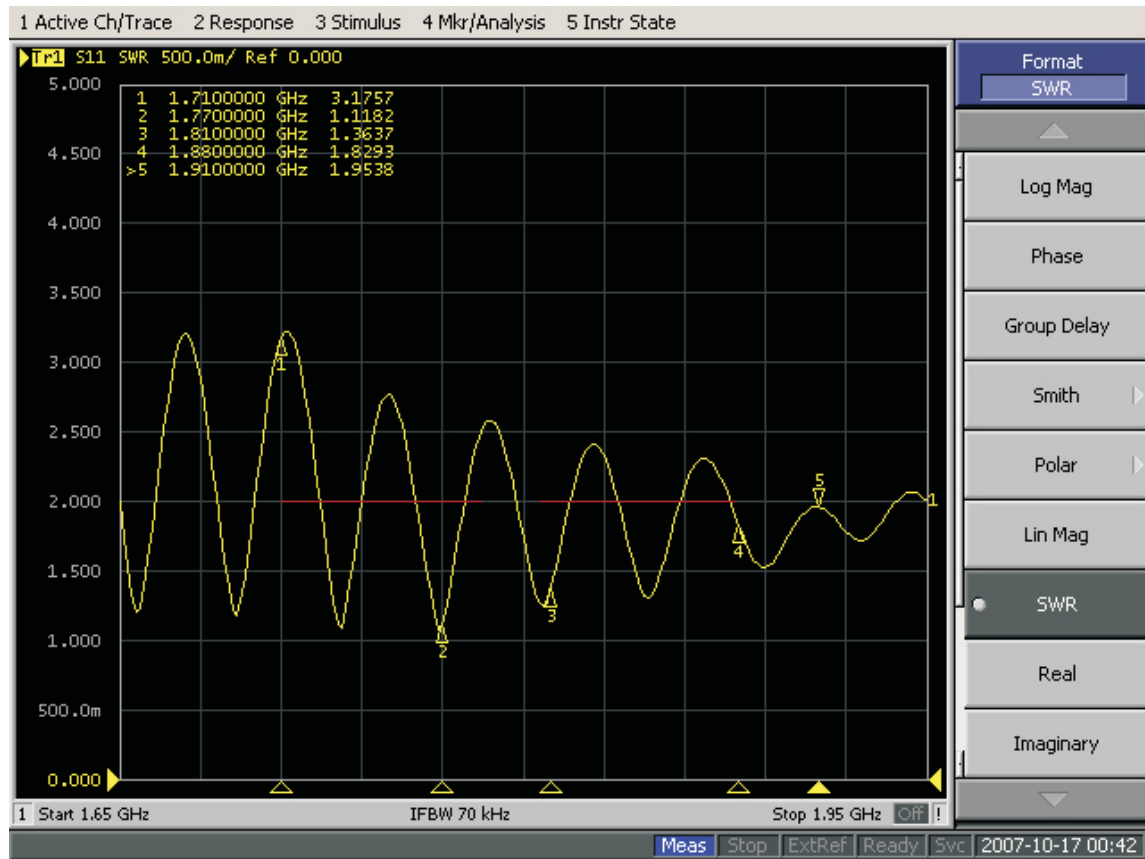 1 Active Ch/Trace 2 Response 3 Stimulus 4 Mkr/Analysis 5 Instr State
Tr1 S11 SWR 500.0m/ Ref 0.000
5.000
1 1.7100000 GHz 3.1757
2 1.7700000 GHz 1.1182
3 1.8100000 GHz 1.3637
4 1.8800000 GHz 1.8293
>5 1.9100000 GHz 1.9538
4.500
4.000
3.500
3.000
2.500
2.000
1.500
1.000
500.0m
0.000
1
2
3
4
5
1
1 Start 1.65 GHz IFBW 70 kHz Stop 1.95 GHz Off !
Format
SWR
Log Mag
Phase
Group Delay
Smith
Polar
Lin Mag
SWR
Real
Imaginary
Meas Stop ExtRef Ready Svc 2007-10-17 00:42